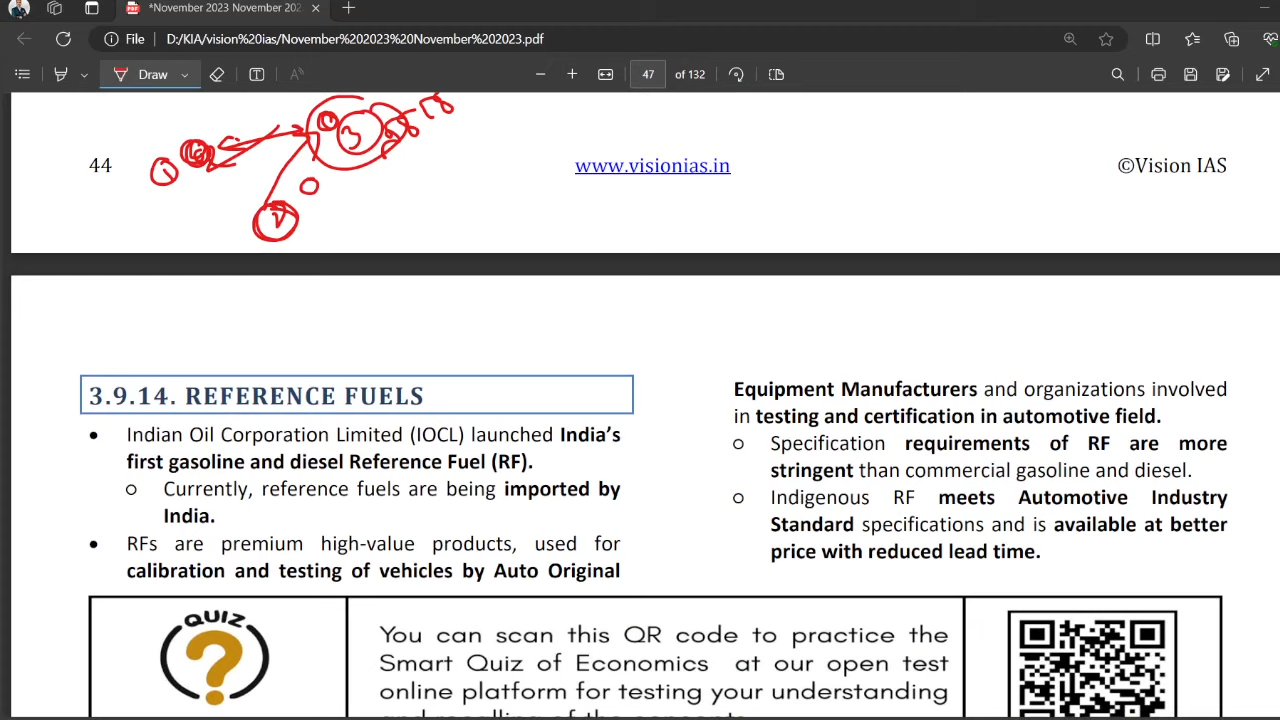 *November 2023 November 202
File D:/KIA/vision%20ias/November%202023%20November%202023.pdf
Draw 47 of 132
44 www.visionias.in ©Vision IAS
3.9.14. REFERENCE FUELS
• Indian Oil Corporation Limited (IOCL) launched India’s
first gasoline and diesel Reference Fuel (RF).
o Currently, reference fuels are being imported by
India.
• RFs are premium high-value products, used for
calibration and testing of vehicles by Auto Original
Equipment Manufacturers and organizations involved
in testing and certification in automotive field.
o Specification requirements of RF are more
stringent than commercial gasoline and diesel.
o Indigenous RF meets Automotive Industry
Standard specifications and is available at better
price with reduced lead time.
QUIZ
You can scan this QR code to practice the
Smart Quiz of Economics at our open test
online platform for testing your understanding
and recalling of the concepts